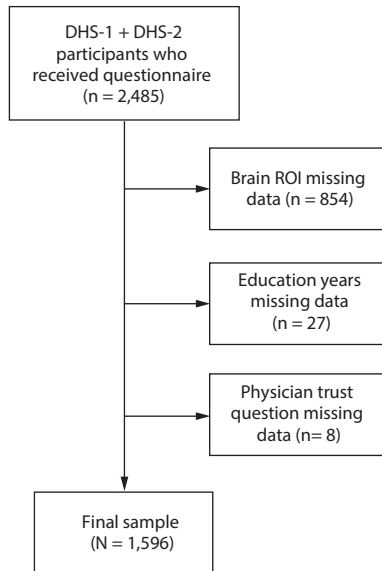 DHS-1 + DHS-2
participants who
received questionnaire
(n = 2,485)
Brain ROI missing
data (n = 854)
Education years
missing data
(n = 27)
Physician trust
question missing
data (n= 8)
Final sample
(N = 1,596)